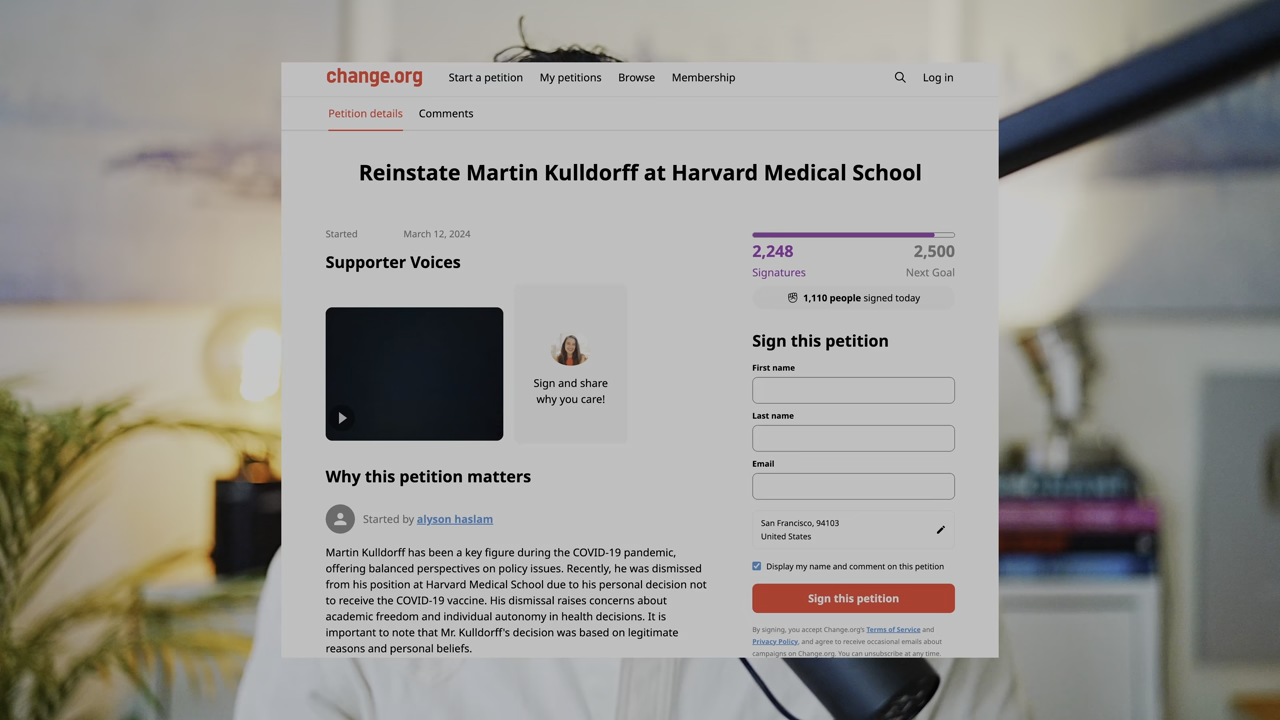 change.org Start a petition My petitions Browse Membership Log in
Petition details Comments
Reinstate Martin Kulldorff at Harvard Medical School
Started March 12, 2024
Supporter Voices
Sign and share
why you care!
Why this petition matters
Started by alyson haslam
Martin Kulldorff has been a key figure during the COVID-19 pandemic,
offering balanced perspectives on policy issues. Recently, he was dismissed
from his position at Harvard Medical School due to his personal decision not
to receive the COVID-19 vaccine. His dismissal raises concerns about
academic freedom and individual autonomy in health decisions. It is
important to note that Mr. Kulldorff's decision was based on legitimate
reasons and personal beliefs.
2,248 2,500
Signatures Next Goal
1,110 people signed today
Sign this petition
First name
Last name
Email
San Francisco, 94103
United States
Display my name and comment on this petition
Sign this petition
By signing, you accept Change.org's Terms of Service and
Privacy Policy, and agree to receive occasional emails about
campaigns on Change.org. You can unsubscribe at any time.